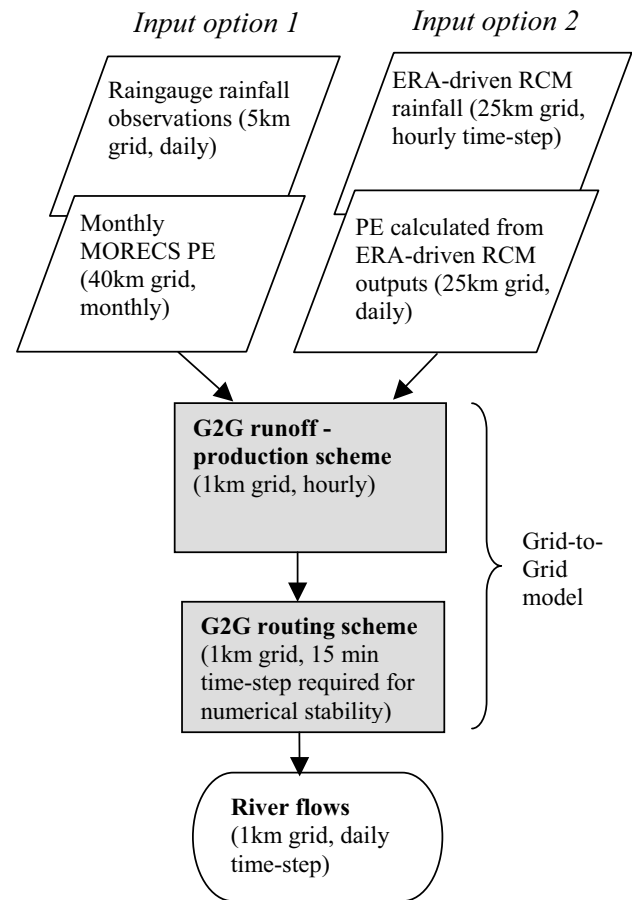 Input option 1
Input option 2
Raingauge rainfall
observations (5km
grid, daily)
ERA-driven RCM
rainfall (25km grid,
hourly time-step)
Monthly
MORECS PE
(40km grid,
monthly)
PE calculated from
ERA-driven RCM
outputs (25km grid,
daily)
G2G runoff -
production scheme
(1km grid, hourly)
Grid-to-
Grid
model
G2G routing scheme
(1km grid, 15 min
time-step required for
numerical stability)
River flows
(1km grid, daily
time-step)